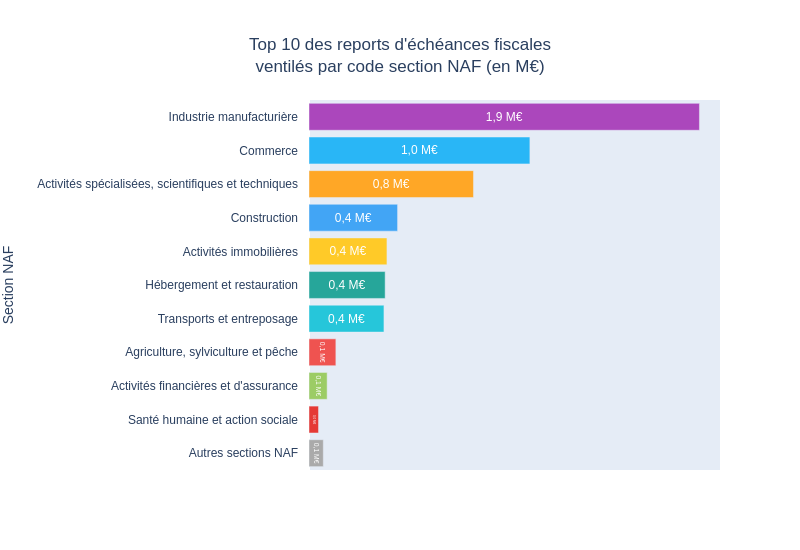 Top 10 des reports d'échéances fiscales
ventilés par code section NAF (en M€)
Section NAF
Industrie manufacturière 1,9 M€
Commerce 1,0 M€
Activités spécialisées, scientifiques et techniques 0,8 M€
Construction 0,4 M€
Activités immobilières 0,4 M€
Hébergement et restauration 0,4 M€
Transports et entreposage 0,4 M€
Agriculture, sylviculture et pêche 0,1 M€
Activités financières et d'assurance 0,1 M€
Santé humaine et action sociale
Autres sections NAF 0,1 M€